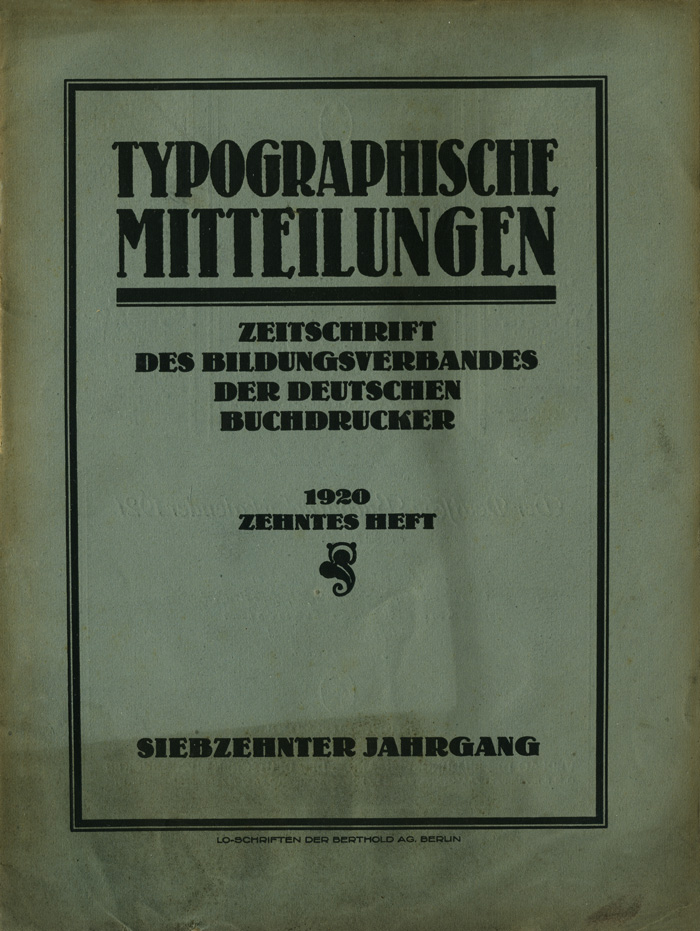 TYPOGRAPHISCHE
MITTEILUNGEN
ZEITSCHRIFT
DES BILDUNGSVERBANDES
DER DEUTSCHEN
BUCHDRUCKER
1920
ZEHNTES HEFT
SIEBZEHNTER JAHRGANG
LO-SCHRIFTEN DER BERTHOLD AG. BERLIN